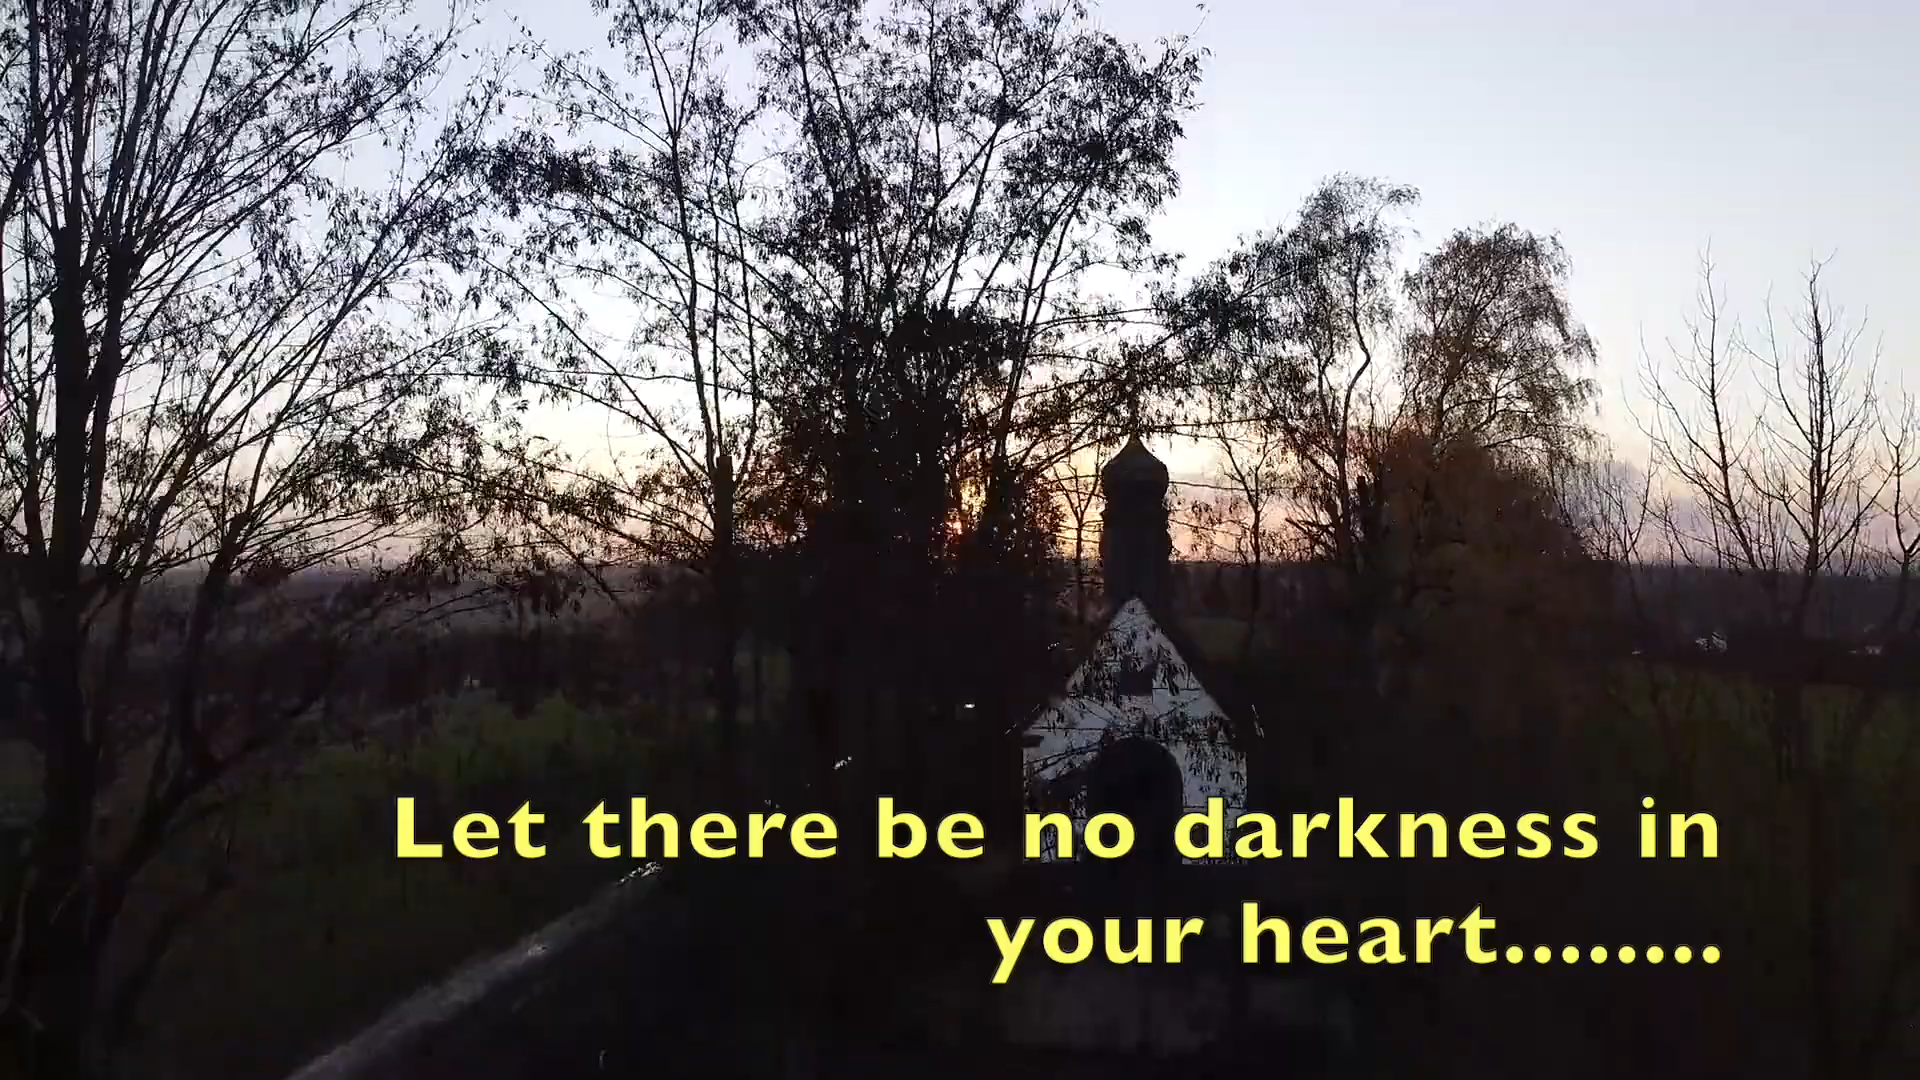 Let there be no darkness in
your heart........